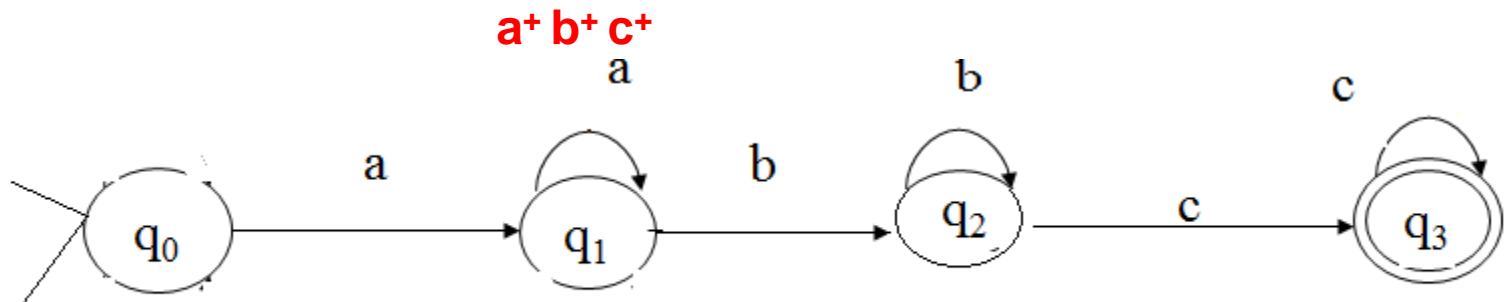 a⁺ b⁺ c⁺
a b c
a b c
q₀ q₁ q₂ q₃